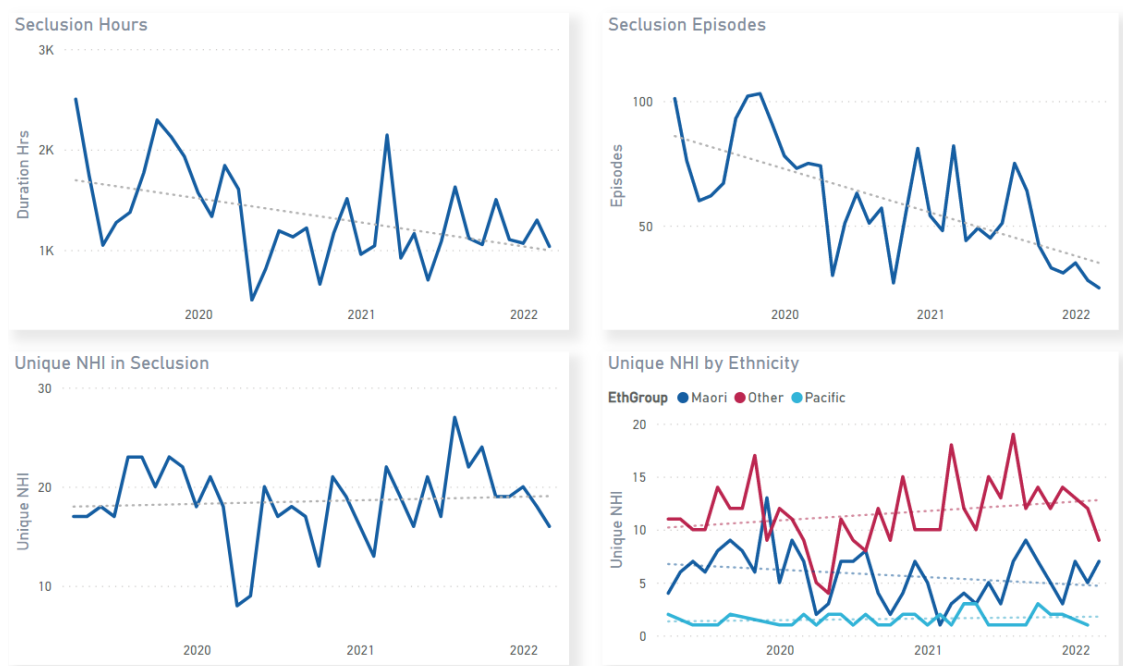 Seclusion Hours
3K
2K
1K
Duration Hrs
2020 2021 2022
Seclusion Episodes
100
50
Episodes
2020 2021 2022
Unique NHI in Seclusion
30
20
10
Unique NHI
2020 2021 2022
Unique NHI by Ethnicity
EthGroup Maori Other Pacific
20
15
10
5
0
Unique NHI
2020 2021 2022